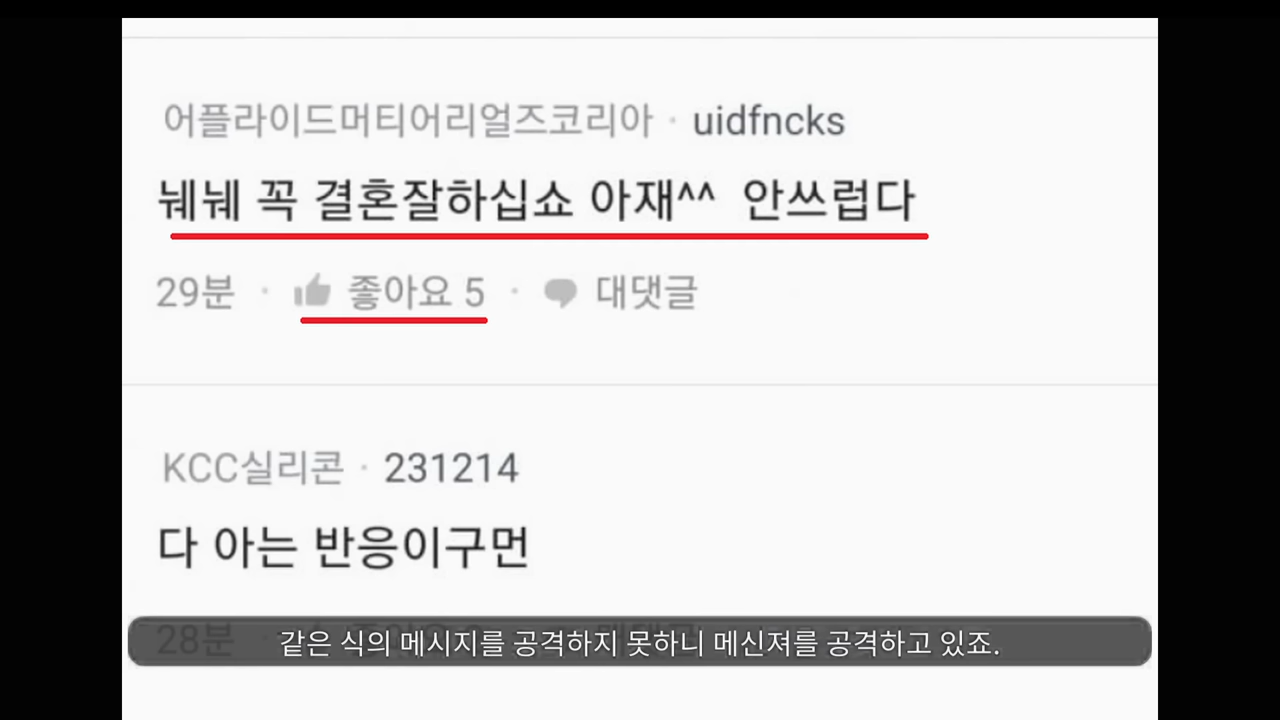 어플라이드머티어리얼즈코리아 · uidfncks
뉍뉍 꼭 결혼잘하십쇼 아재^^ 안쓰럽다
29분 · 좋아요 5 · 대댓글
KCC실리콘 · 231214
다 아는 반응이구먼
28분
같은 식의 메시지를 공격하지 못하니 메신져를 공격하고 있죠.